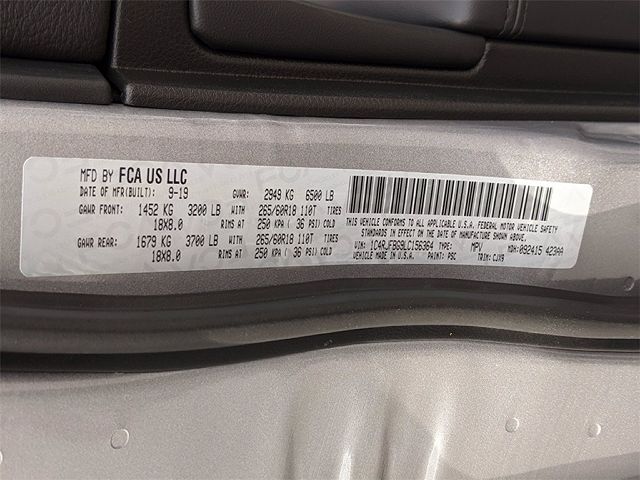 MFD BY FCA US LLC
DATE OF MFR(BUILT): 9-19 GVWR: 2949 KG 6500 LB
GAWR FRONT: 1452 KG 3200 LB WITH 265/60R18 110T TIRES
18X8.0 RIMS AT 250 KPA ( 36 PSI) COLD
GAWR REAR: 1679 KG 3700 LB WITH 265/60R18 110T TIRES
18X8.0 RIMS AT 250 KPA ( 36 PSI) COLD
THIS VEHICLE CONFORMS TO ALL APPLICABLE U.S.A. FEDERAL MOTOR VEHICLE SAFETY
STANDARDS IN EFFECT ON THE DATE OF MANUFACTURE SHOWN ABOVE.
VIN: 1C4RJFBG9LC156364 TYPE: MPV MDH: 092415 423AA
VEHICLE MADE IN U.S.A. PAINT: PSC TRIM: CJX9